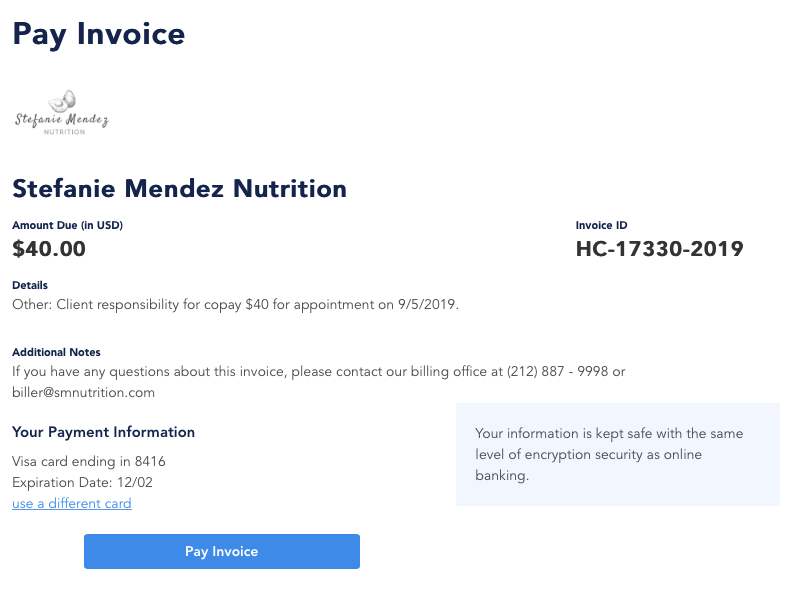 Pay Invoice
Stefanie Mendez
NUTRITION
Stefanie Mendez Nutrition
Amount Due (in USD)
$40.00
Invoice ID
HC-17330-2019
Details
Other: Client responsibility for copay $40 for appointment on 9/5/2019.
Additional Notes
If you have any questions about this invoice, please contact our billing office at (212) 887 - 9998 or
biller@smnutrition.com
Your Payment Information
Visa card ending in 8416
Expiration Date: 12/02
use a different card
Your information is kept safe with the same
level of encryption security as online
banking.
Pay Invoice